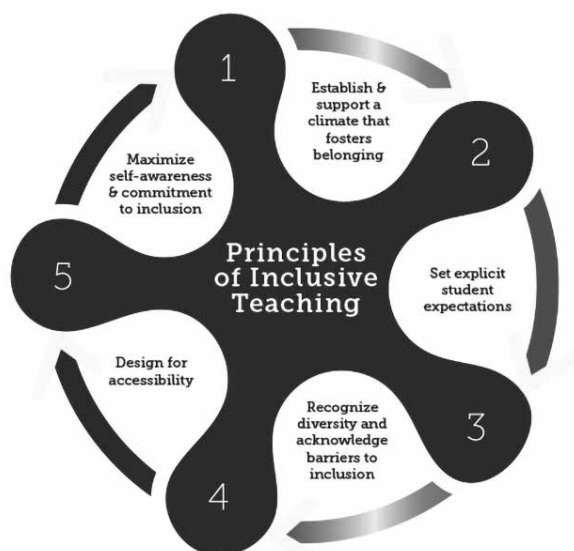 Principles
of Inclusive
Teaching
1
Establish &
support a
climate that
fosters
belonging
2
Set explicit
student
expectations
3
Recognize
diversity and
acknowledge
barriers to
inclusion
4
Design for
accessibility
5
Maximize
self-awareness
& commitment
to inclusion